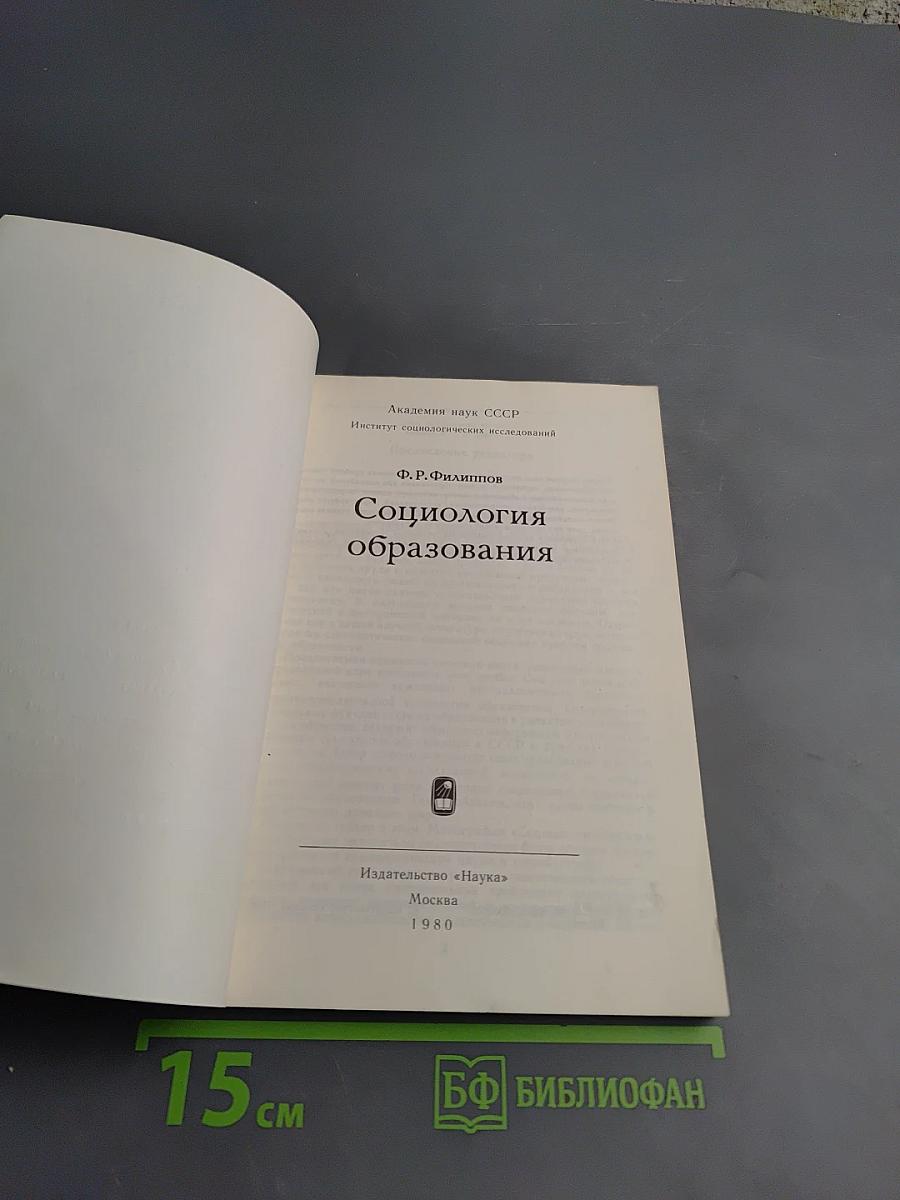 Академия наук СССР
Институт социологических исследований
Ф. Р. Филиппов
Социология
образования
Издательство «Наука»
Москва
1980
15 см
БФ БИБЛИОФАН